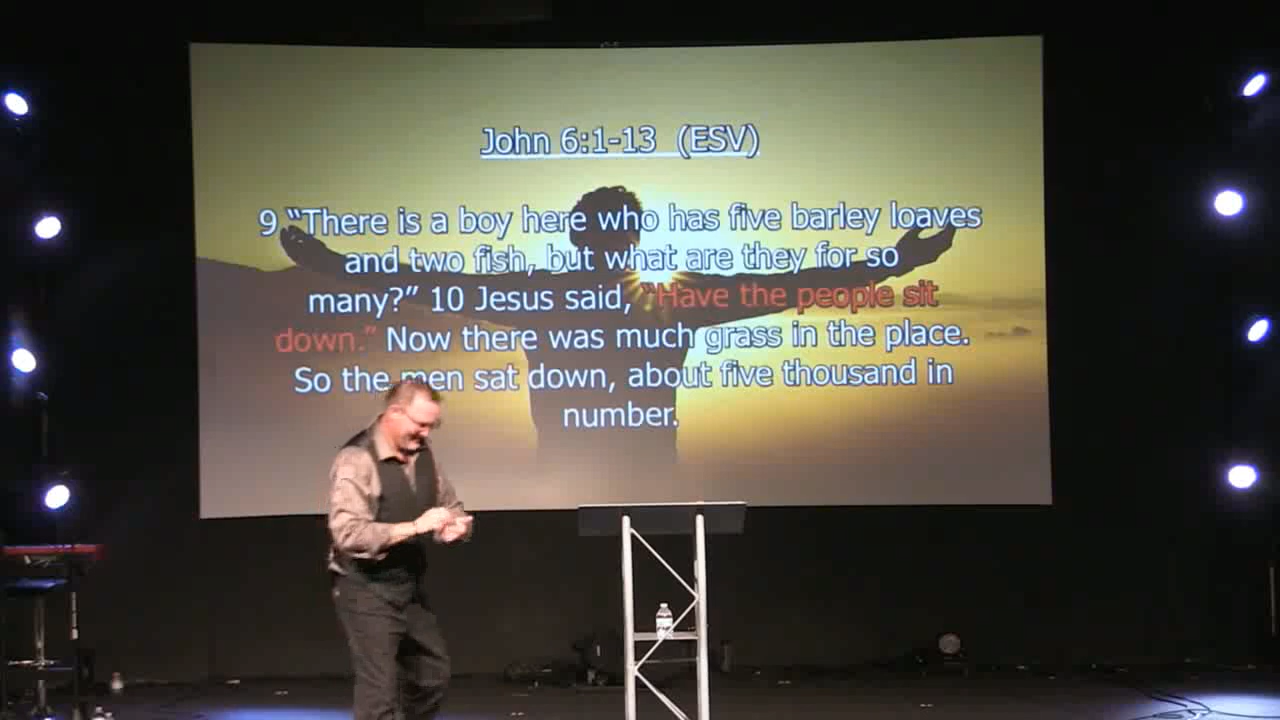 John 6:1-13 (ESV)
9 “There is a boy here who has five barley loaves
and two fish, but what are they for so
many?” 10 Jesus said, “Have the people sit
down.” Now there was much grass in the place.
So the men sat down, about five thousand in
number.